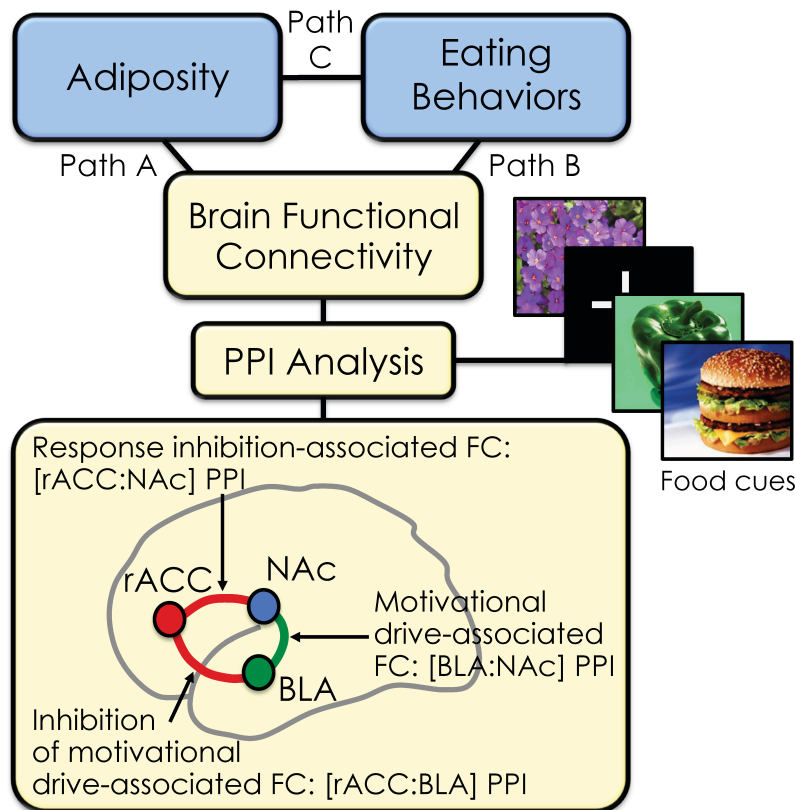 Path
C
Adiposity
Eating
Behaviors
Path A
Path B
Brain Functional
Connectivity
PPI Analysis
Food cues
Response inhibition-associated FC:
[rACC:NAc] PPI
rACC
NAc
Motivational
drive-associated
FC: [BLA:NAc] PPI
BLA
Inhibition
of motivational
drive-associated FC: [rACC:BLA] PPI